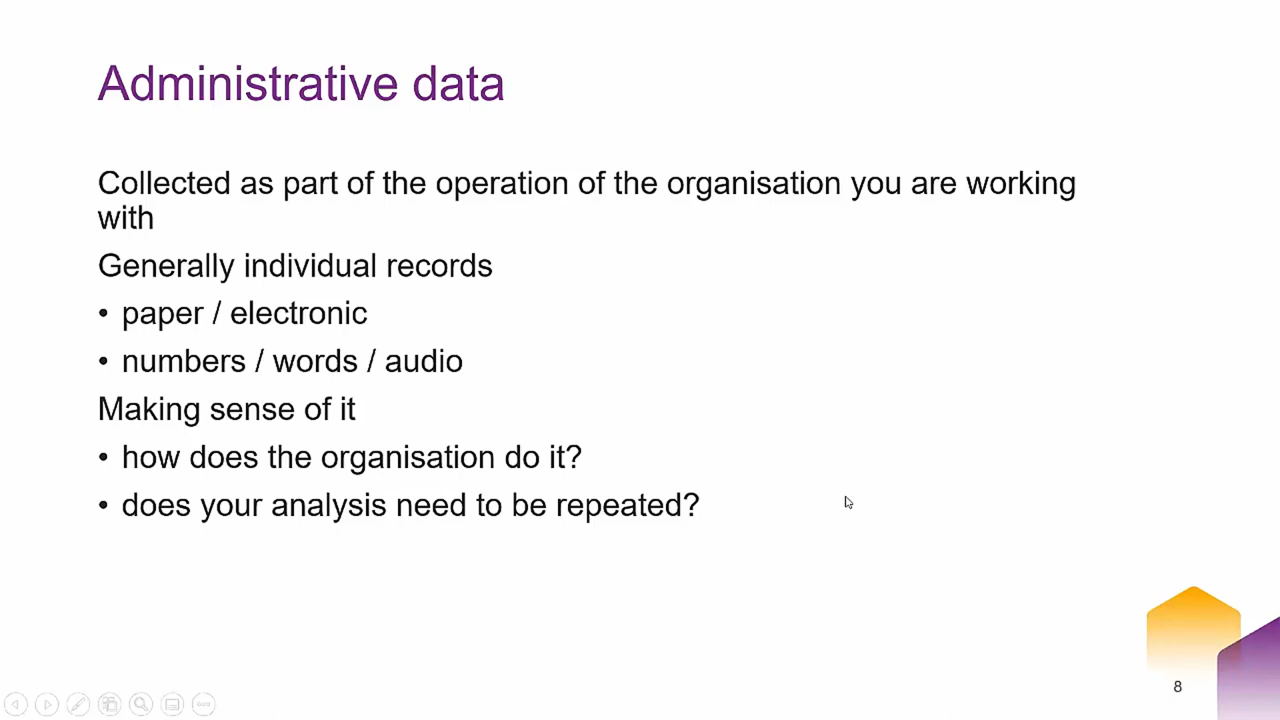 Administrative data
Collected as part of the operation of the organisation you are working
with
Generally individual records
• paper / electronic
• numbers / words / audio
Making sense of it
• how does the organisation do it?
• does your analysis need to be repeated?
8